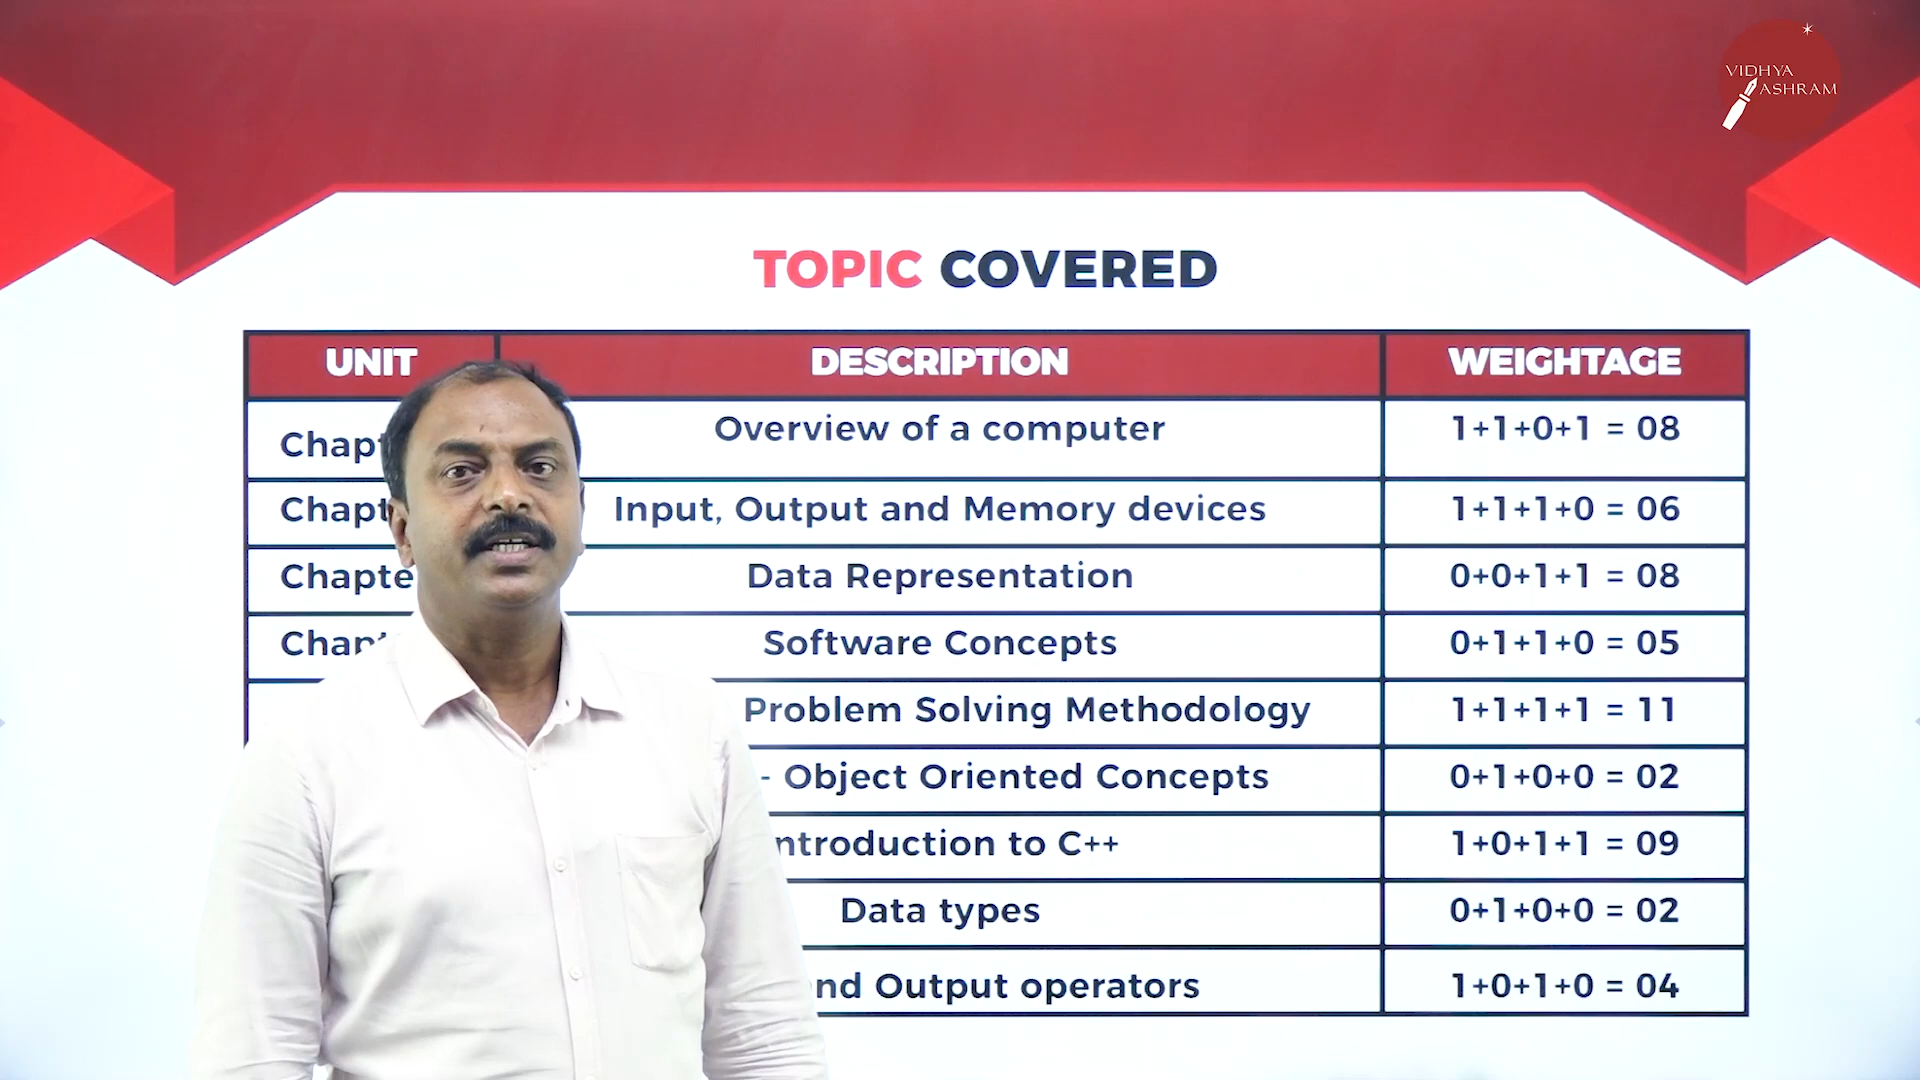 VIDHYA
ASHRAM
TOPIC COVERED
UNIT DESCRIPTION WEIGHTAGE
Overview of a computer 1+1+0+1 = 08
Input, Output and Memory devices 1+1+1+0 = 06
Data Representation 0+0+1+1 = 08
Software Concepts 0+1+1+0 = 05
Problem Solving Methodology 1+1+1+1 = 11
- Object Oriented Concepts 0+1+0+0 = 02
to C++ 1+0+1+1 = 09
Data types 0+1+0+0 = 02
Output operators 1+0+1+0 = 04